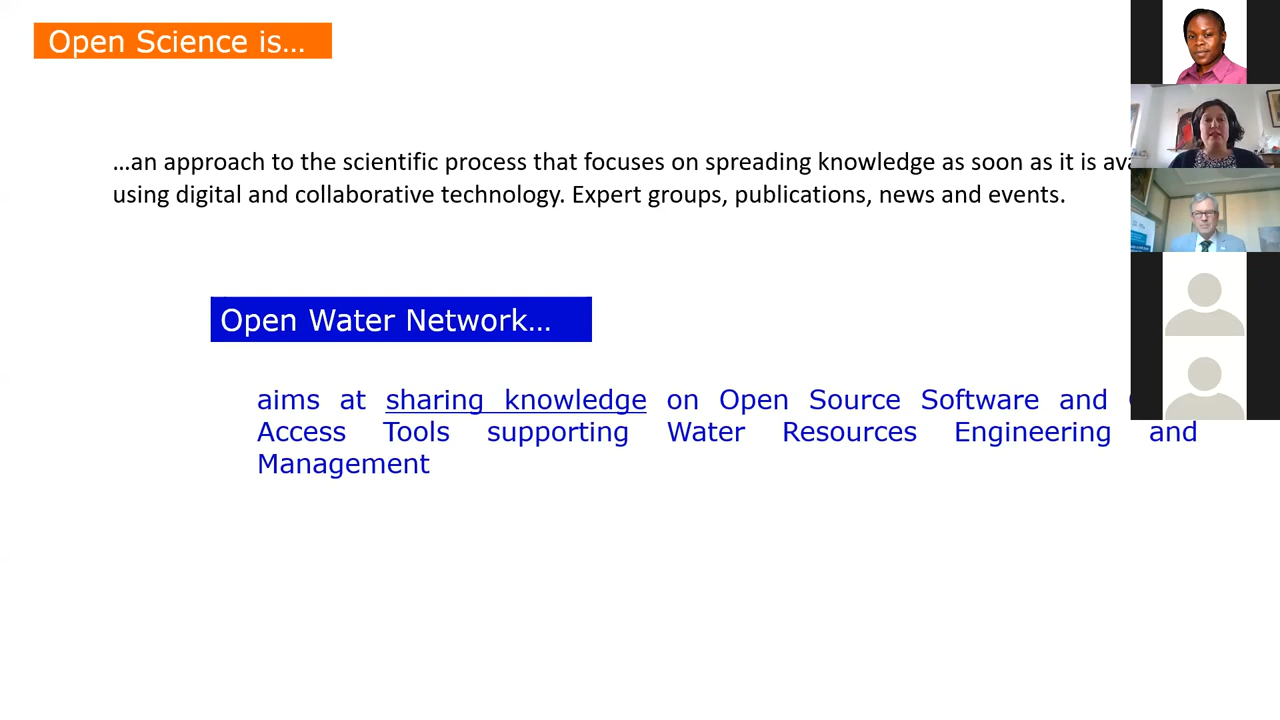 Open Science is…
…an approach to the scientific process that focuses on spreading knowledge as soon as it is
using digital and collaborative technology. Expert groups, publications, news and events.
Open Water Network…
aims at sharing knowledge on Open Source Software and
Access Tools supporting Water Resources Engineering and
Management